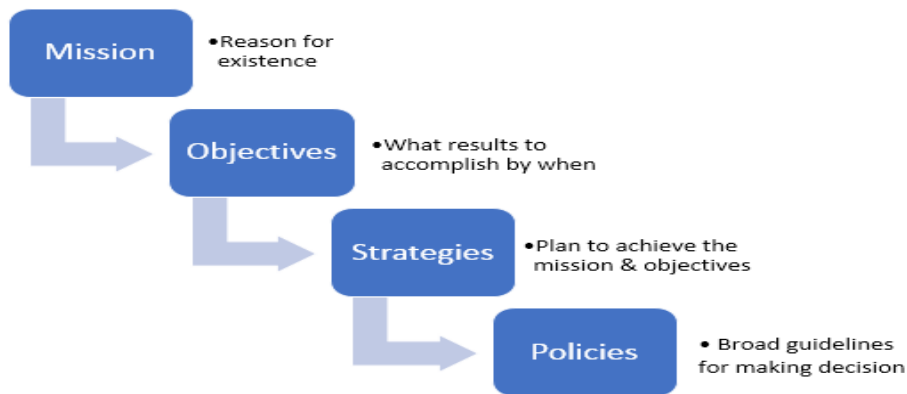 Mission
•Reason for
existence
Objectives
•What results to
accomplish by when
Strategies
•Plan to achieve the
mission & objectives
Policies
• Broad guidelines
for making decision